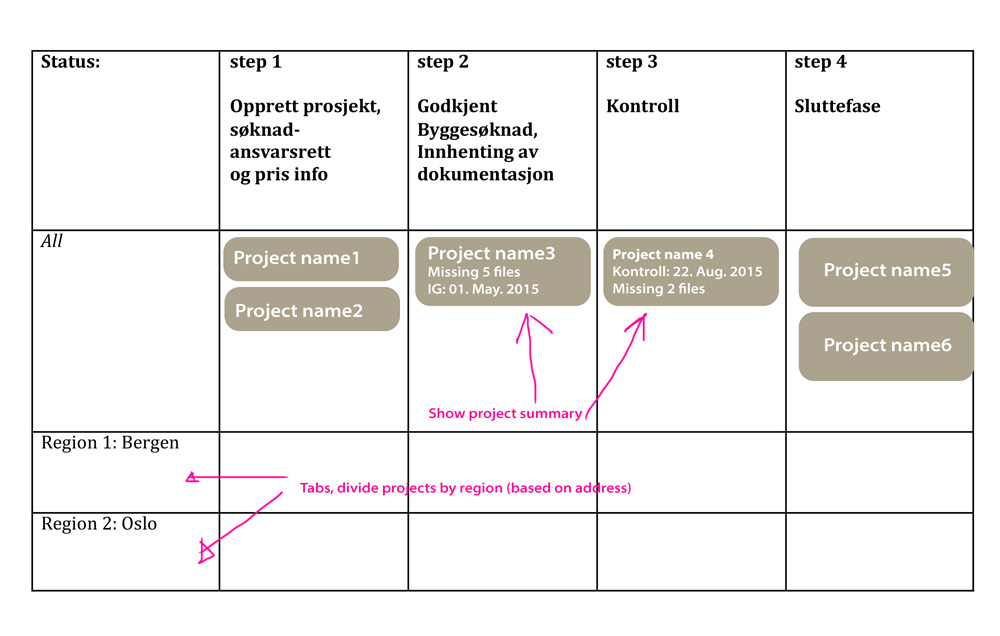 Status:
step 1
Opprett prosjekt,
søknad-
ansvarsrett
og pris info
step 2
Godkjent
Byggesøknad,
Innhenting av
dokumentasjon
step 3
Kontroll
step 4
Sluttefase
All
Project name1
Project name2
Project name3
Missing 5 files
IG: 01. May. 2015
Project name 4
Kontroll: 22. Aug. 2015
Missing 2 files
Project name5
Project name6
Show project summary
Region 1: Bergen
Tabs, divide projects by region (based on address)
Region 2: Oslo